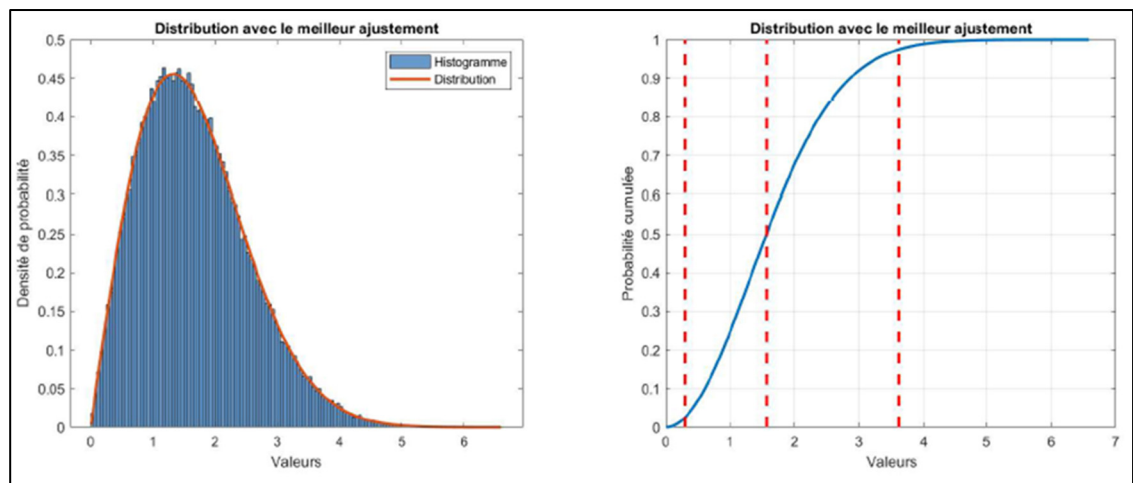 Distribution avec le meilleur ajustement
0.5
0.45
0.4
0.35
0.3
0.25
0.2
0.15
0.1
0.05
0
Densité de probabilité
Histogramme
Distribution
0 1 2 3 4 5 6
Valeurs
Distribution avec le meilleur ajustement
1
0.9
0.8
0.7
0.6
0.5
0.4
0.3
0.2
0.1
0
Probabilité cumulée
0 1 2 3 4 5 6 7
Valeurs